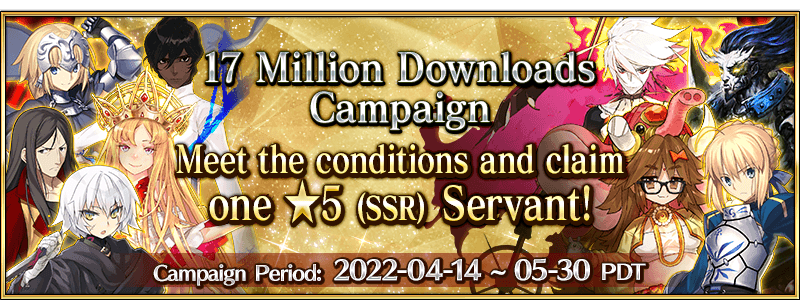 17 Million Downloads
Campaign
Meet the conditions and claim
one ★5 (SSR) Servant!
Campaign Period: 2022-04-14 ~ 05-30 PDT